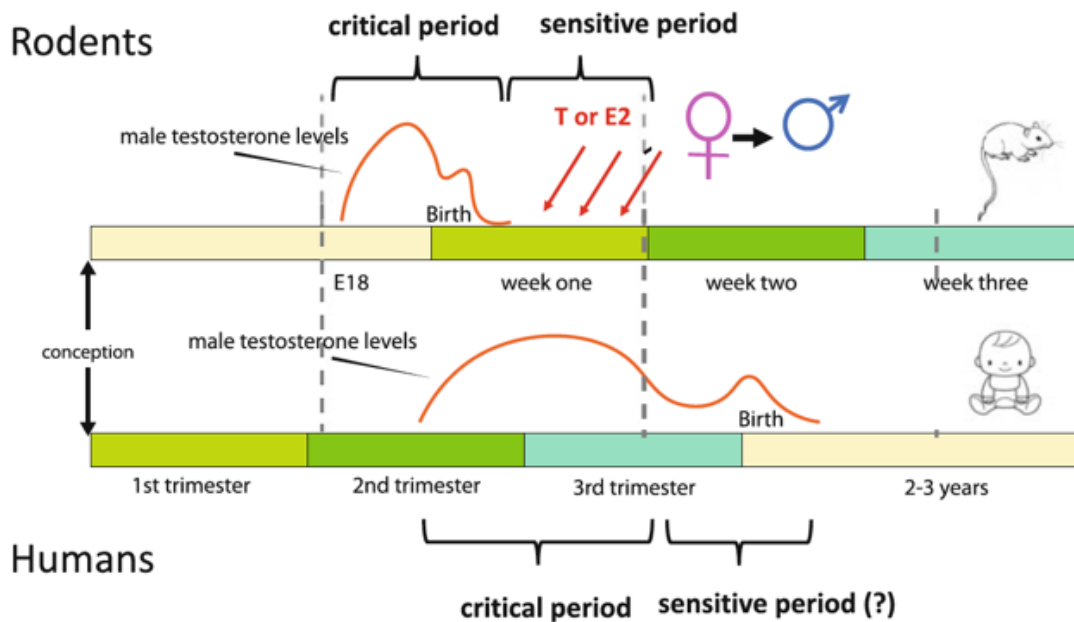 critical period sensitive period
Rodents
T or E2
male testosterone levels
Birth
E18 week one week two week three
male testosterone levels
conception
Birth
1st trimester 2nd trimester 3rd trimester 2-3 years
Humans
critical period sensitive period (?)